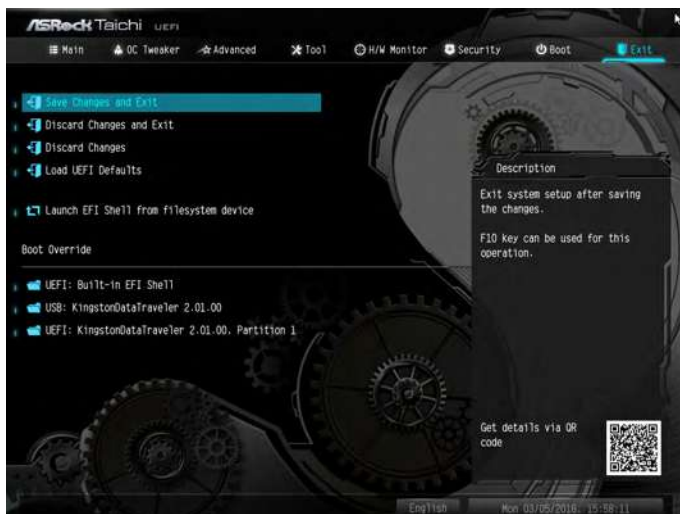 ASRock Taichi UEFI
Main OC Tweaker Advanced Tool H/W Monitor Security Boot Exit
Save Changes and Exit
Discard Changes and Exit
Discard Changes
Load UEFI Defaults
Launch EFI Shell from filesystem device
Boot Override
UEFI: Built-in EFI Shell
USB: KingstonDataTraveler 2.01.00
UEFI: KingstonDataTraveler 2.01.00, Partition 1
Description
Exit system setup after saving
the changes.
F10 key can be used for this
operation.
Get details via QR
code
English Mon 03/05/2018, 15:58:11